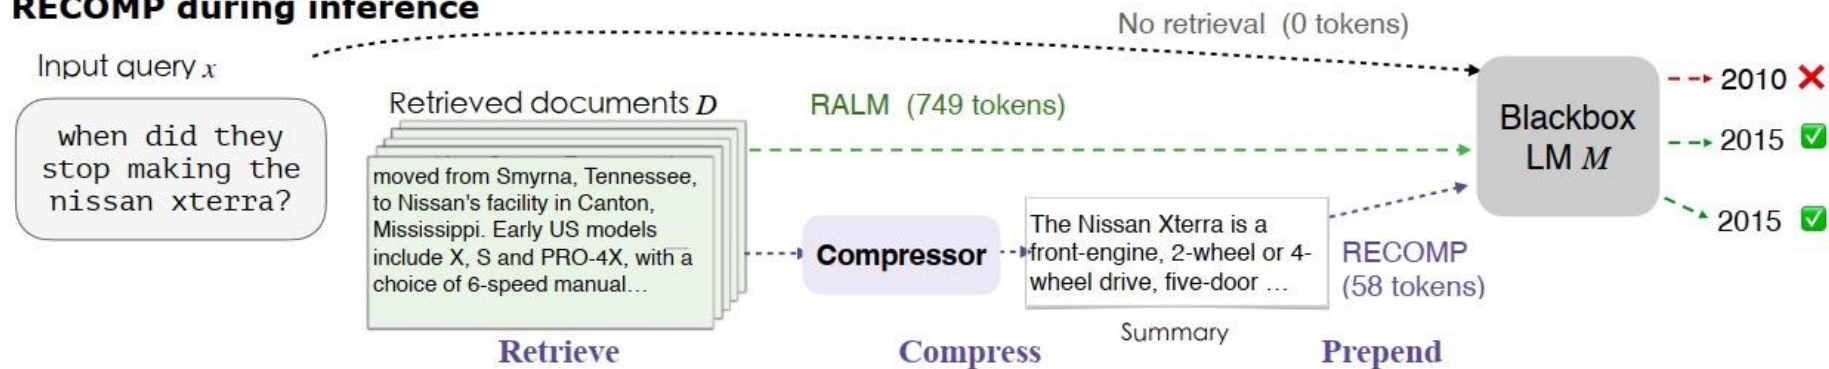 RECOMP during inference
No retrieval (0 tokens)
Input query x
when did they
stop making the
nissan xterra?
Retrieved documents D
moved from Smyrna, Tennessee,
to Nissan's facility in Canton,
Mississippi. Early US models
include X, S and PRO-4X, with a
choice of 6-speed manual...
RALM (749 tokens)
Compressor
The Nissan Xterra is a
front-engine, 2-wheel or 4-
wheel drive, five-door ...
Summary
RECOMP
(58 tokens)
Blackbox
LM M
2010 ❌
2015 ✅
2015 ✅
Retrieve
Compress
Prepend